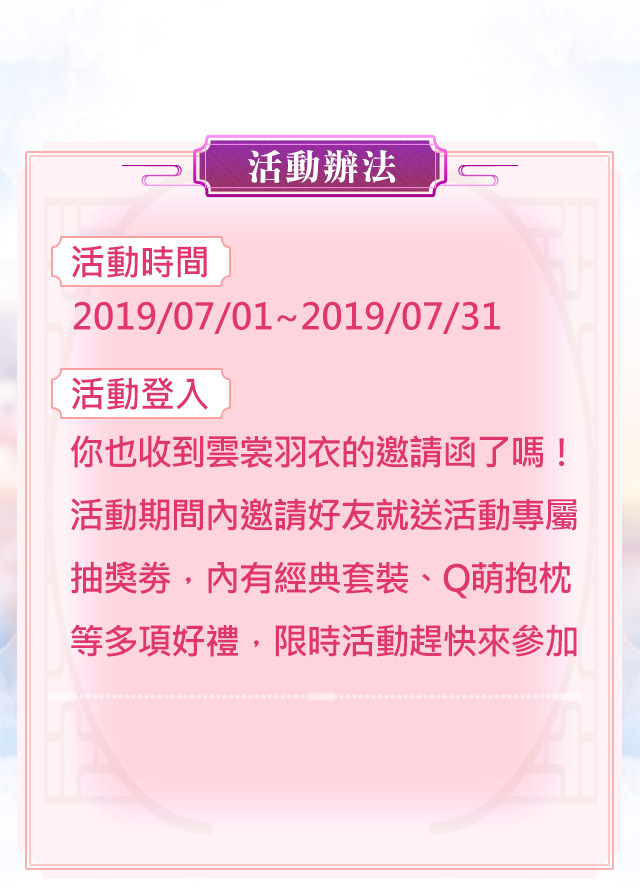 活動辦法
活動時間
2019/07/01~2019/07/31
活動登入
你也收到雲裳羽衣的邀請函了嗎！
活動期間內邀請好友就送活動專屬
抽獎券，內有經典套裝、Q萌抱枕
等多項好禮，限時活動趕快來參加